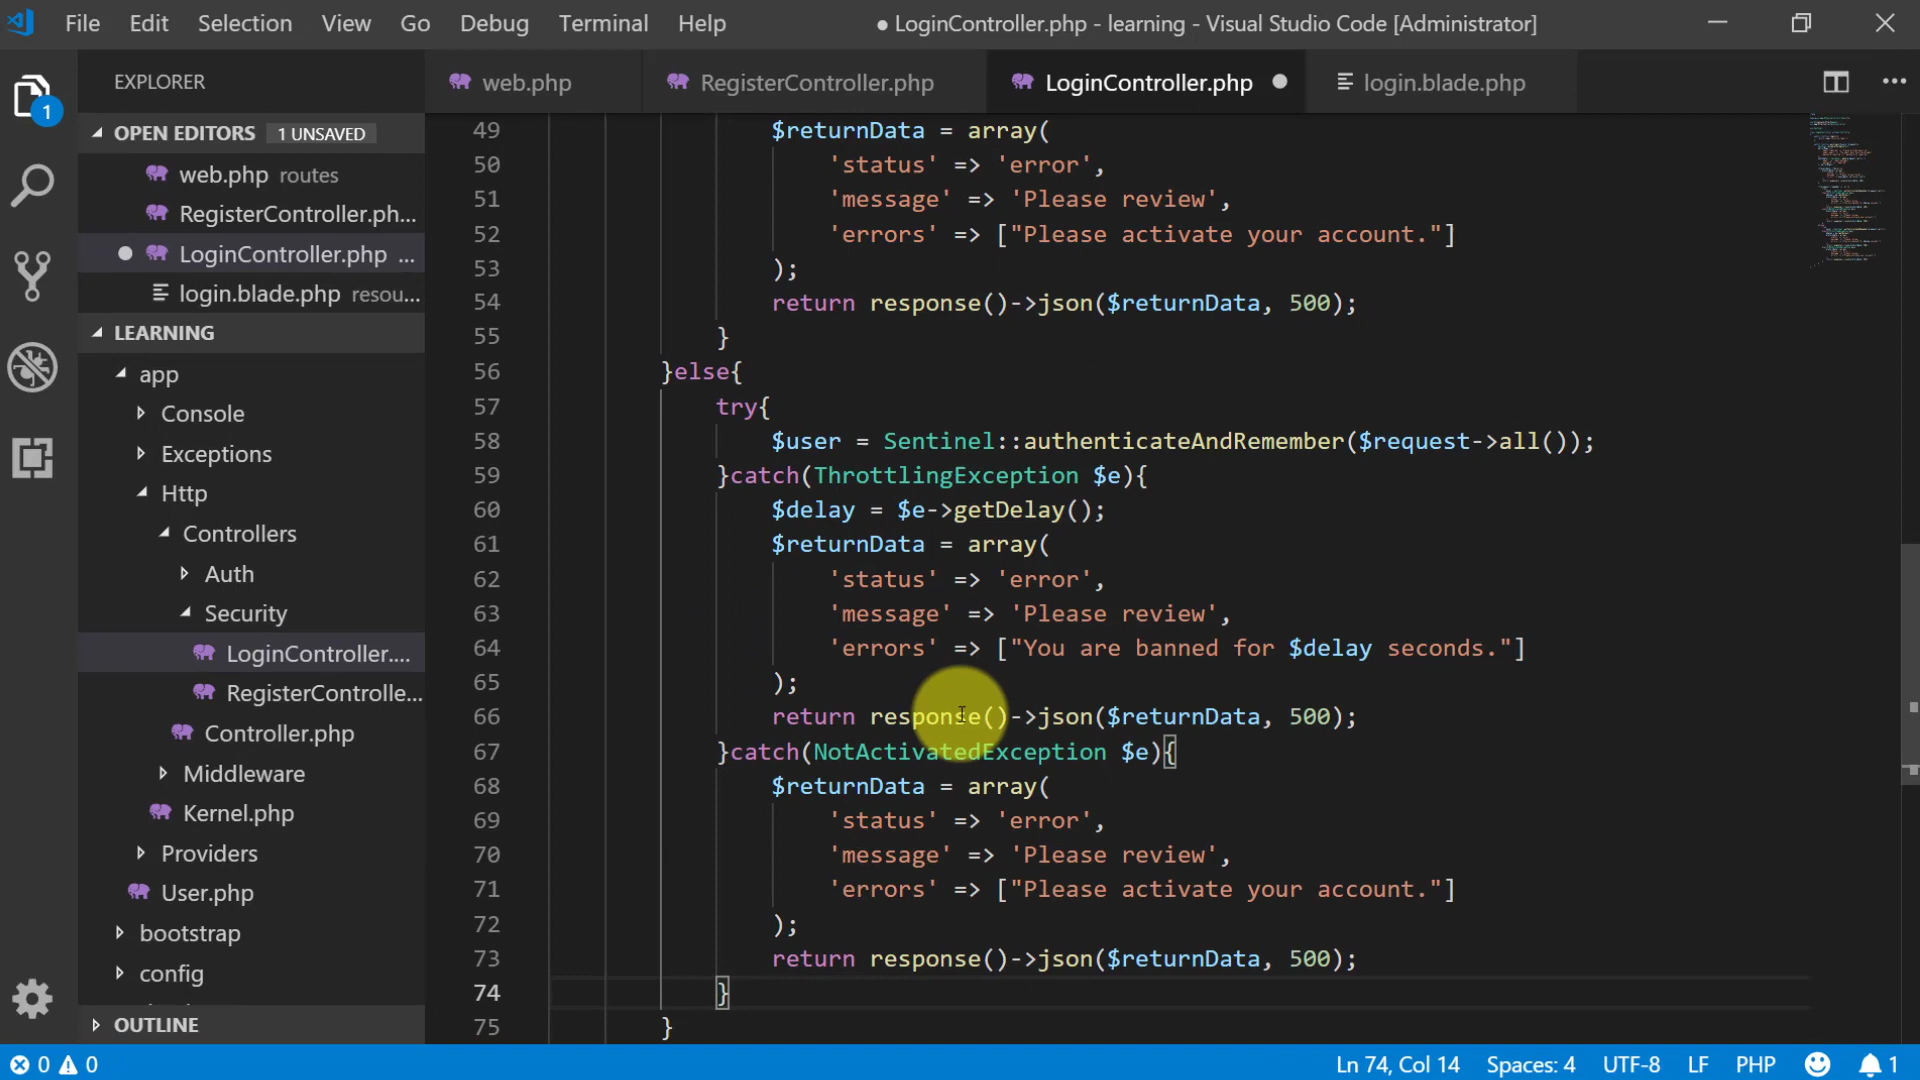 File Edit Selection View Go Debug Terminal Help ● LoginController.php - learning - Visual Studio Code [Administrator]
EXPLORER
web.php RegisterController.php LoginController.php login.blade.php
1
OPEN EDITORS 1 UNSAVED
web.php routes
RegisterController.ph...
LoginController.php ...
login.blade.php resou...
LEARNING
app
Console
Exceptions
Http
Controllers
Auth
Security
LoginController....
RegisterControlle...
Controller.php
Middleware
Kernel.php
Providers
User.php
bootstrap
config
OUTLINE
49 $returnData = array(
50 'status' => 'error',
51 'message' => 'Please review',
52 'errors' => ["Please activate your account."]
53 );
54 return response()->json($returnData, 500);
55 }
56 }else{
57 try{
58 $user = Sentinel::authenticateAndRemember($request->all());
59 }catch(ThrottlingException $e){
60 $delay = $e->getDelay();
61 $returnData = array(
62 'status' => 'error',
63 'message' => 'Please review',
64 'errors' => ["You are banned for $delay seconds."]
65 );
66 return response()->json($returnData, 500);
67 }catch(NotActivatedException $e){
68 $returnData = array(
69 'status' => 'error',
70 'message' => 'Please review',
71 'errors' => ["Please activate your account."]
72 );
73 return response()->json($returnData, 500);
74 }
75 }
0 0 Ln 74, Col 14 Spaces: 4 UTF-8 LF PHP 1